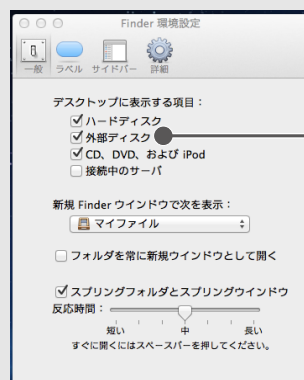 Finder 環境設定
一般 ラベル サイドバー 詳細
デスクトップに表示する項目：
ハードディスク
外部ディスク
CD、DVD、および iPod
接続中のサーバ
新規 Finder ウインドウで次を表示：
マイファイル
フォルダを常に新規ウインドウとして開く
スプリングフォルダとスプリングウインドウ
反応時間：
短い 中 長い
すぐに開くにはスペースバーを押してください。